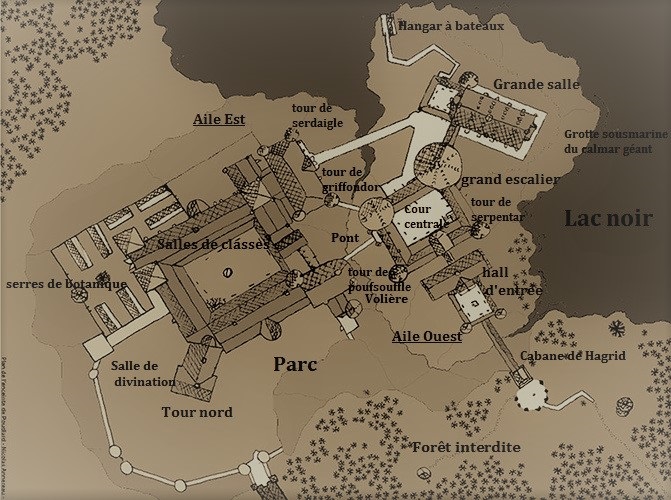 Hangar à bateaux
Grande salle
Aile Est
tour de
serdaigle
Grotte sousmarine
du calmar géant
tour de
griffondor
grand escalier
Cour
centrale
tour de
serpentar
Lac noir
Pont
Salles de classes
serres de botanique
tour de
poufsouffle
Volière
hall
d'entrée
Aile Ouest
Cabane de Hagrid
Parc
Salle de
divination
Tour nord
Forêt interdite